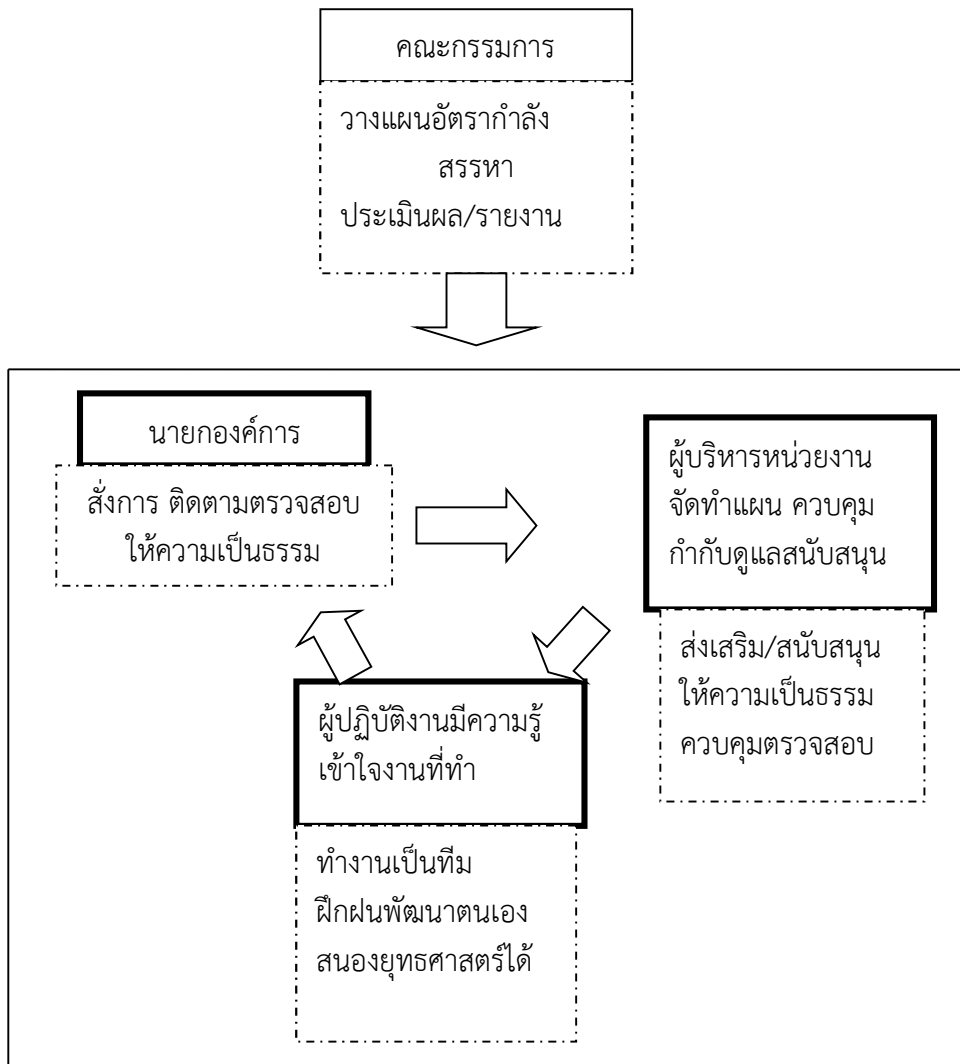 คณะกรรมการ
วางแผนอัตรากำลัง
สรรหา
ประเมินผล/รายงาน
นายกองค์การ
สั่งการ ติดตามตรวจสอบ
ให้ความเป็นธรรม
ผู้บริหารหน่วยงาน
จัดทำแผน ควบคุม
กำกับดูแลสนับสนุน
ส่งเสริม/สนับสนุน
ให้ความเป็นธรรม
ควบคุมตรวจสอบ
ผู้ปฏิบัติงานมีความรู้
เข้าใจงานที่ทำ
ทำงานเป็นทีม
ฝึกฝนพัฒนาตนเอง
สนองยุทธศาสตร์ได้